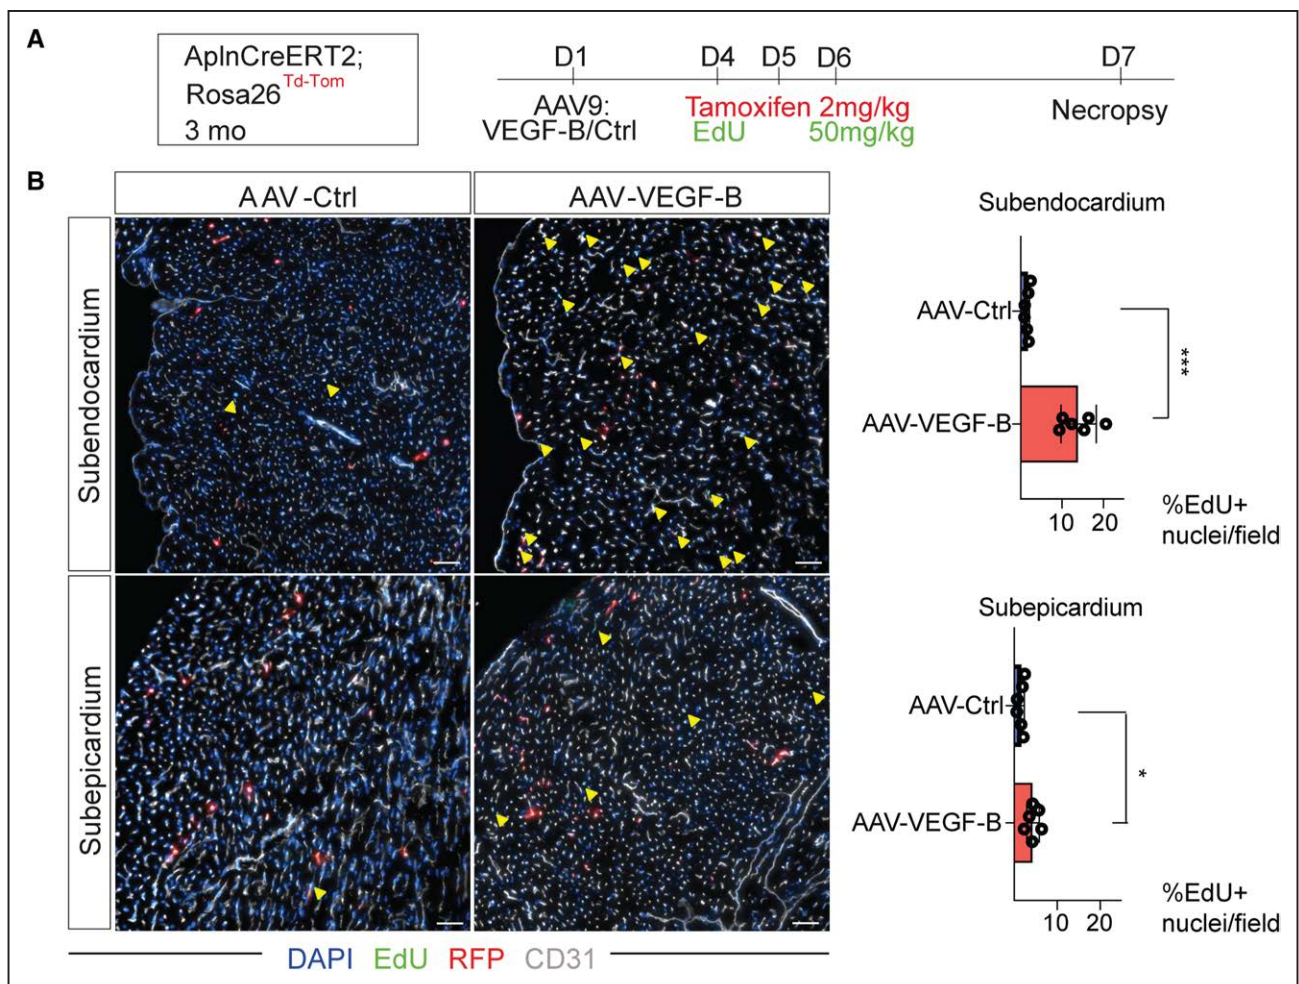 A
AplnCreERT2;
Rosa26 Td-Tom
3 mo
D1 D4 D5 D6 D7
AAV9: Tamoxifen 2mg/kg Necropsy
VEGF-B/Ctrl EdU 50mg/kg
B
AAV-Ctrl AAV-VEGF-B
Subendocardium
Subepicardium
DAPI EdU RFP CD31
Subendocardium
AAV-Ctrl
***
AAV-VEGF-B
10 20
%EdU+
nuclei/field
Subepicardium
AAV-Ctrl
*
AAV-VEGF-B
10 20
%EdU+
nuclei/field